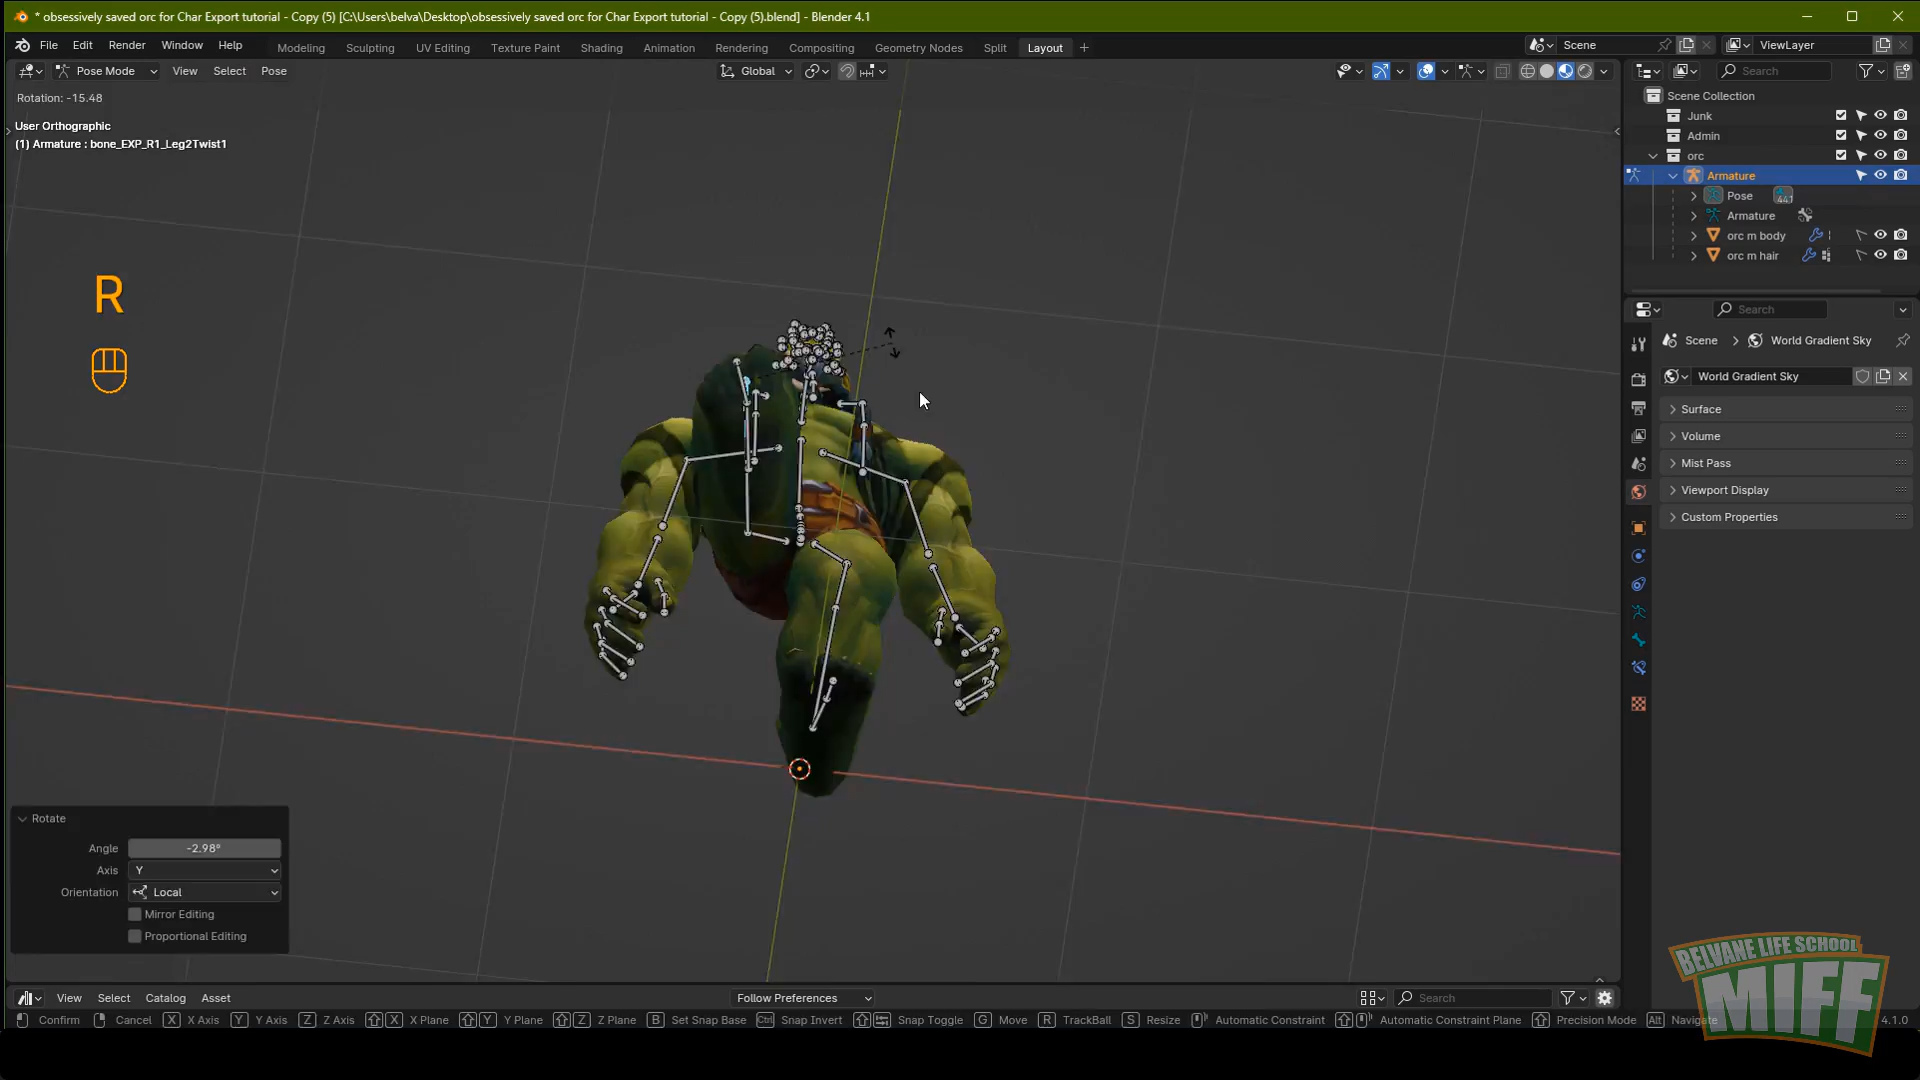 * obsessively saved orc for Char Export tutorial - Copy (5) [C:\Users\belva\Desktop\obsessively saved orc for Char Export tutorial - Copy (5).blend] - Blender 4.1
File Edit Render Window Help
Modeling Sculpting UV Editing Texture Paint Shading Animation Rendering Compositing Geometry Nodes Split Layout +
Scene ViewLayer
Pose Mode View Select Pose Global
Search
Rotation: -15.48
User Orthographic
(1) Armature : bone_EXP_R1_Leg2Twist1
R
Scene Collection
Junk
Admin
orc
Armature
Pose 441
Armature
orc m body
orc m hair
Search
Scene World Gradient Sky
World Gradient Sky
Surface
Volume
Mist Pass
Viewport Display
Custom Properties
Rotate
Angle -2.98°
Axis Y
Orientation Local
Mirror Editing
Proportional Editing
View Select Catalog Asset Follow Preferences Search
Confirm Cancel X X Axis Y Y Axis Z Z Axis X X Plane Y Y Plane Z Z Plane B Set Snap Base Ctrl Snap Invert Snap Toggle G Move R TrackBall S Resize Automatic Constraint Automatic Constraint Plane Precision Mode Alt Navigate 4.1.0
BELVANE LIFE SCHOOL
MIFF